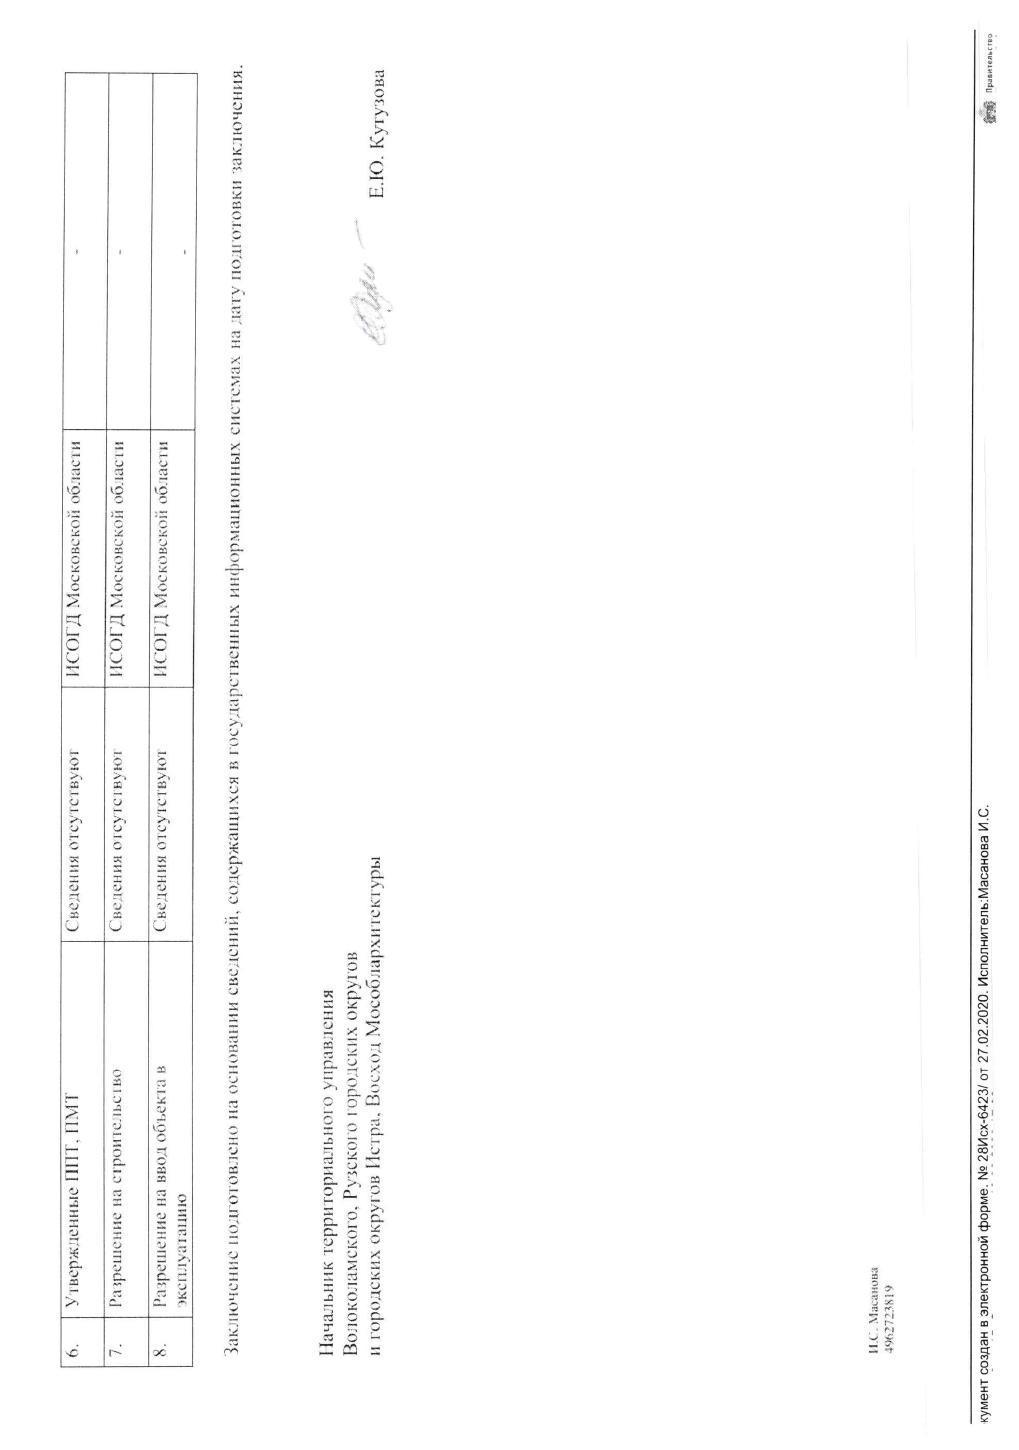 6. Утвержденные ППТ, ПМТ Сведения отсутствуют ИСОГД Московской области -
7. Разрешение на строительство Сведения отсутствуют ИСОГД Московской области -
8. Разрешение на ввод объекта в Сведения отсутствуют ИСОГД Московской области -
эксплуатацию
Заключение подготовлено на основании сведений, содержащихся в государственных информационных системах на дату подготовки заключения.
Начальник территориального управления
Волоколамского, Рузского городских округов
и городских округов Истра, Восход Мособлархитектуры Е.Ю. Кутузова
И.С. Масанова
4962723819
кумент создан в электронной форме. № 28Исх-6423/ от 27.02.2020. Исполнитель:Масанова И.С.
Правительство